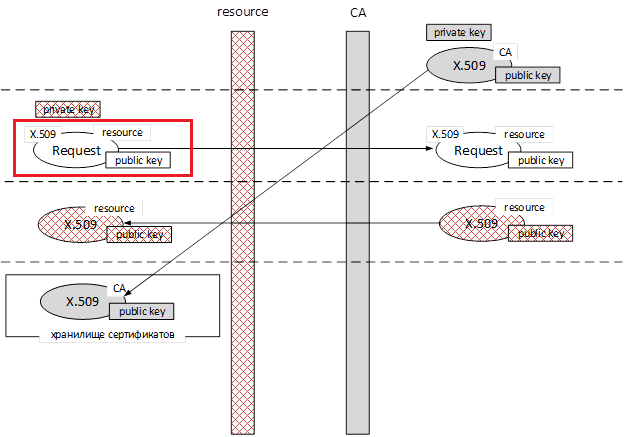 resource
CA
private key
CA
X.509
public key
private key
X.509
resource
Request
public key
X.509
resource
Request
public key
resource
X.509
public key
resource
X.509
public key
CA
X.509
public key
хранилище сертификатов